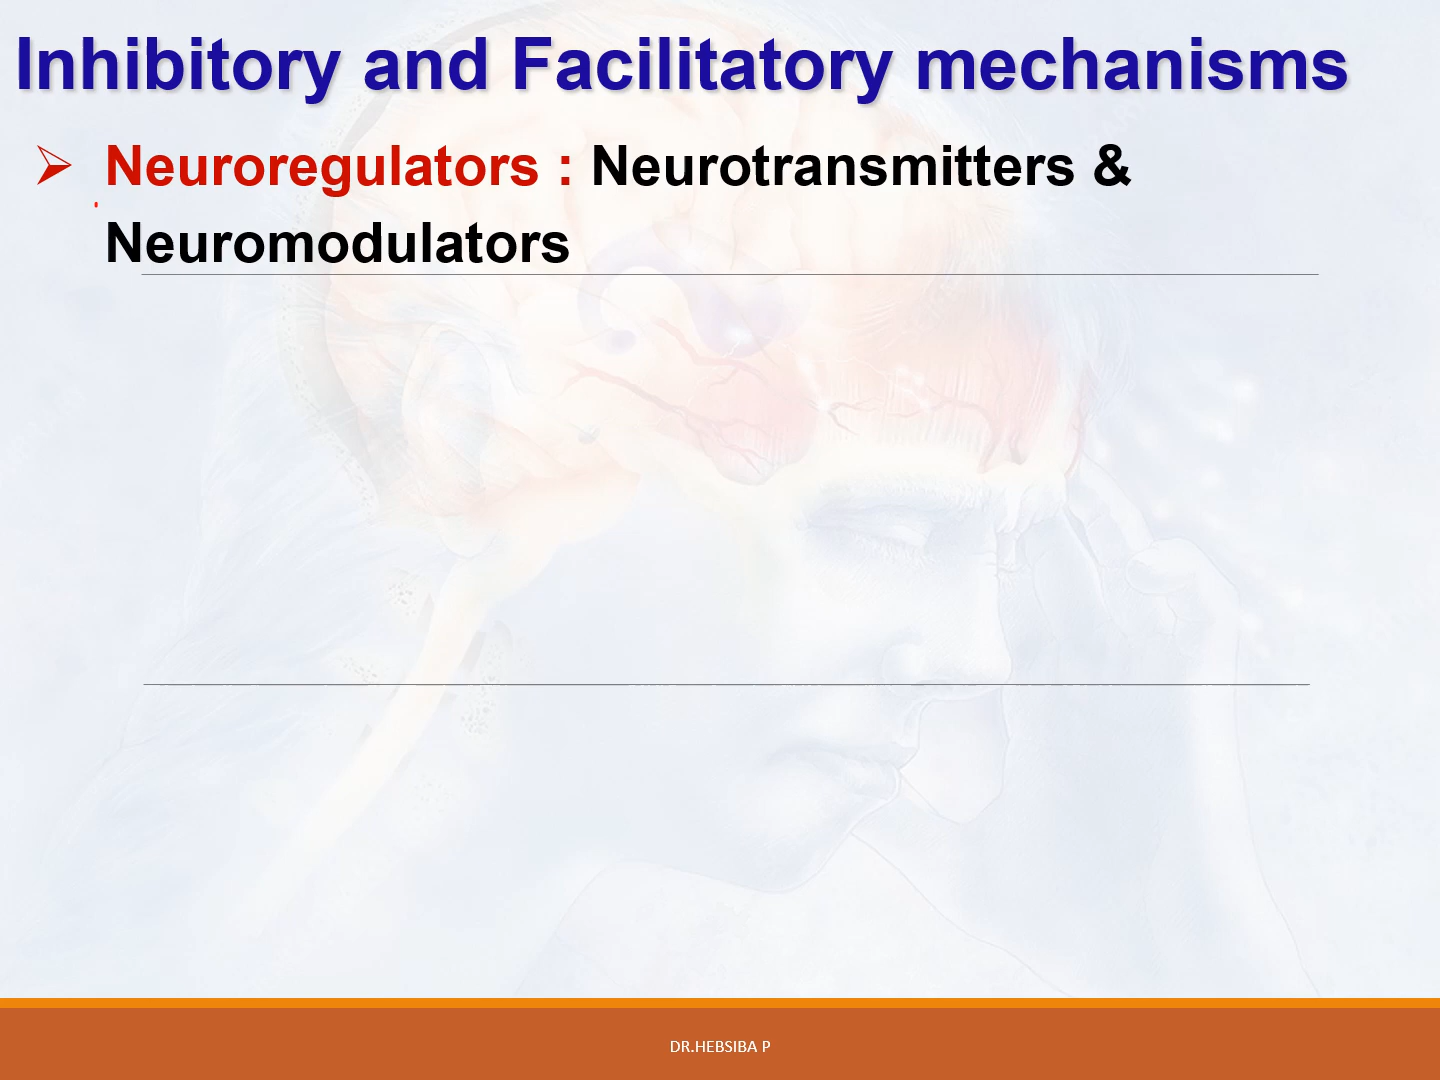 Inhibitory and Facilitatory mechanisms
➢ Neuroregulators : Neurotransmitters &
Neuromodulators
DR.HEBSIBA P